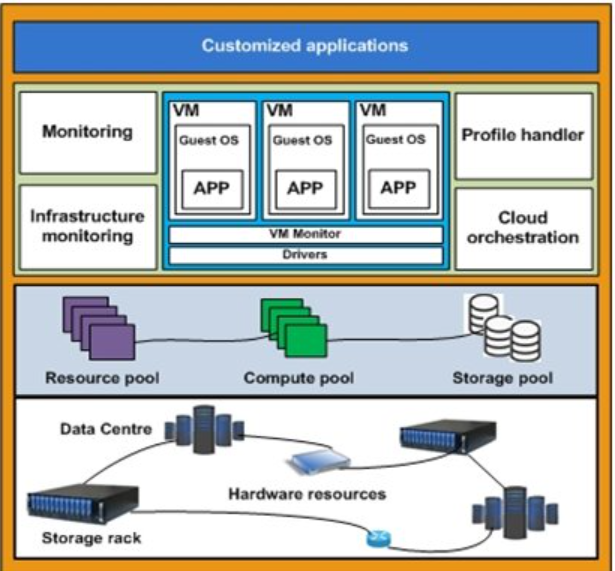 Customized applications
Monitoring
Infrastructure
monitoring
VM
Guest OS
APP
VM
Guest OS
APP
VM
Guest OS
APP
VM Monitor
Drivers
Profile handler
Cloud
orchestration
Resource pool
Compute pool
Storage pool
Data Centre
Hardware resources
Storage rack